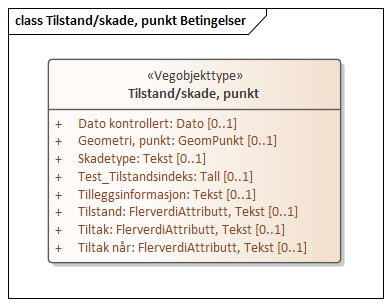 class Tilstand/skade, punkt Betingelser
«Vegobjekttype»
Tilstand/skade, punkt
+ Dato kontrollert: Dato [0..1]
+ Geometri, punkt: GeomPunkt [0..1]
+ Skadetype: Tekst [0..1]
+ Test_Tilstandsindeks: Tall [0..1]
+ Tilleggsinformasjon: Tekst [0..1]
+ Tilstand: FlerverdiAttributt, Tekst [0..1]
+ Tiltak: FlerverdiAttributt, Tekst [0..1]
+ Tiltak når: FlerverdiAttributt, Tekst [0..1]